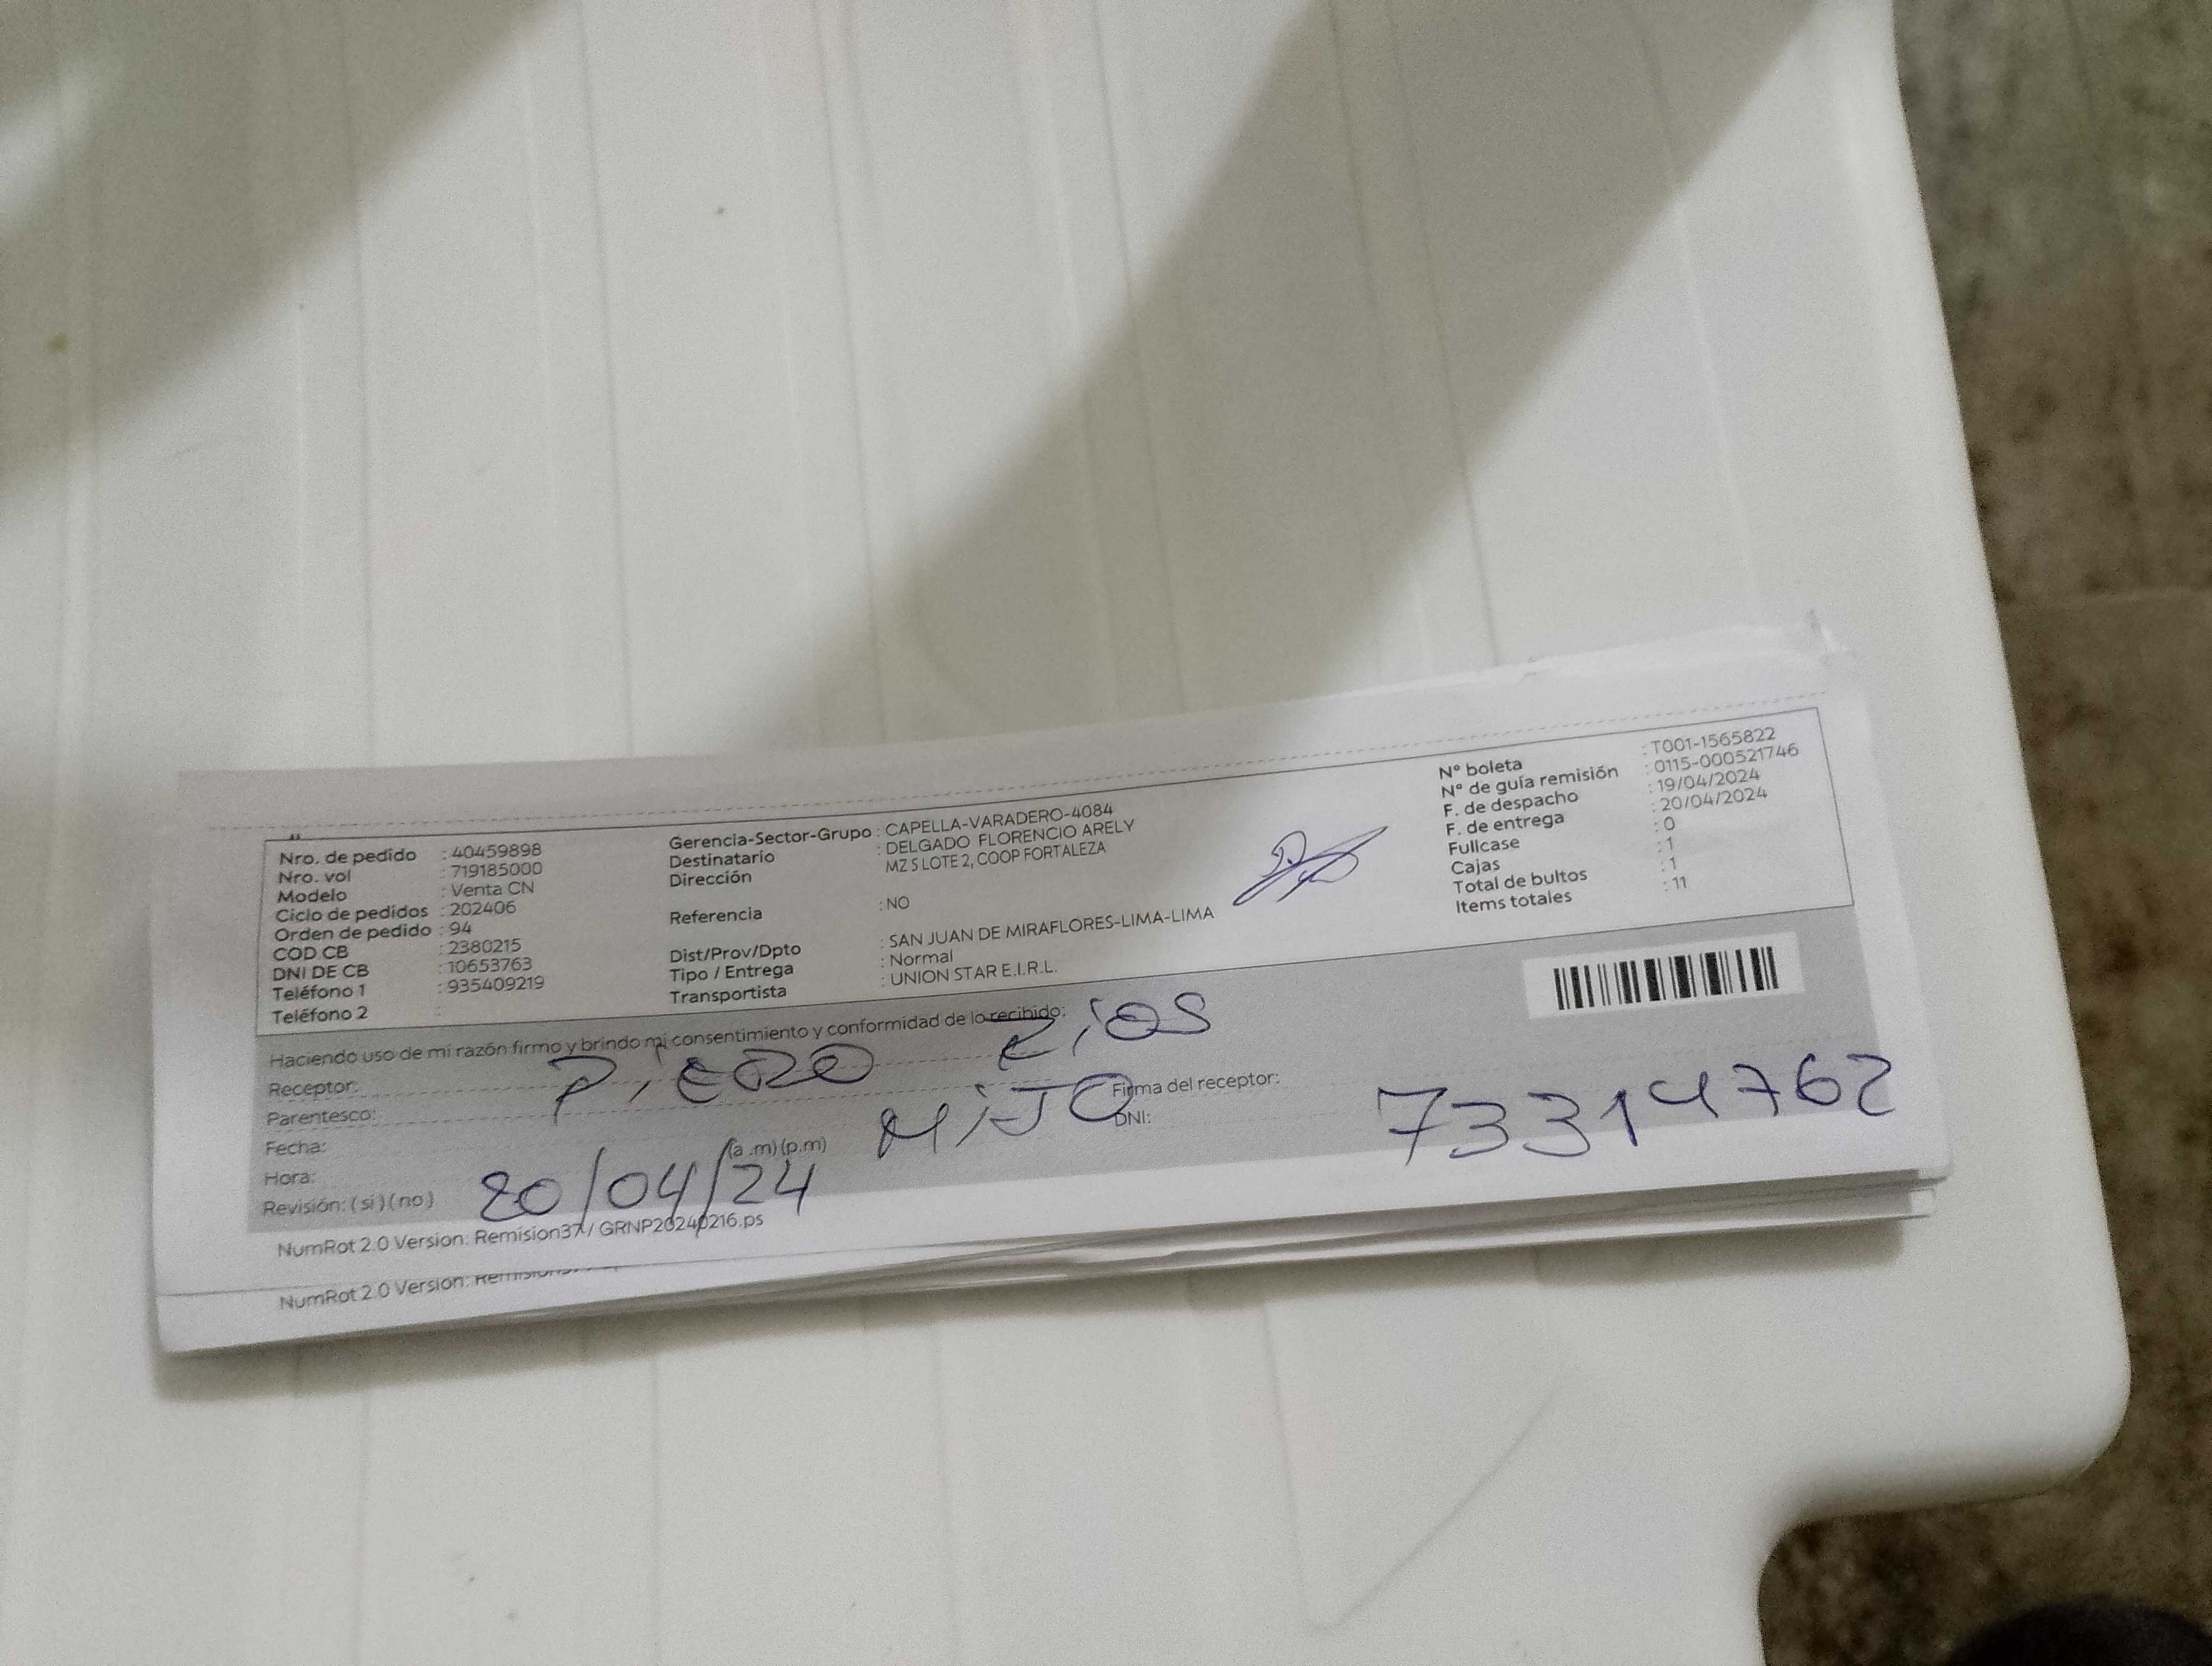 Nro. de pedido : 40459898
Nro. vol : 719185000
Modelo : Venta CN
Ciclo de pedidos : 202406
Orden de pedido : 94
COD CB : 2380215
DNI DE CB : 10653763
Teléfono 1 : 935409219
Teléfono 2 :
Gerencia-Sector-Grupo : CAPELLA-VARADERO-4084
Destinatario : DELGADO FLORENCIO ARELY
Dirección MZ S LOTE 2, COOP FORTALEZA
Referencia : NO
Dist/Prov/Dpto : SAN JUAN DE MIRAFLORES-LIMA-LIMA
Tipo / Entrega : Normal
Transportista : UNION STAR E.I.R.L.
N° boleta : T001-1565822
N° de guía remisión : 0115-000521746
F. de despacho : 19/04/2024
F. de entrega : 20/04/2024
Fullcase : 0
Cajas : 1
Total de bultos : 1
Items totales : 11
Haciendo uso de mi razón firmo y brindo mi consentimiento y conformidad de lo recibido:
Receptor: Piero Rios
Parentesco: Hijo
Firma del receptor:
DNI: 73314762
Fecha: 20/04/24
Hora: (a .m) (p.m)
Revisión: ( si ) ( no )
NumRot 2.0 Version: Remision37 / GRNP20240216.ps
NumRot 2.0 Version: